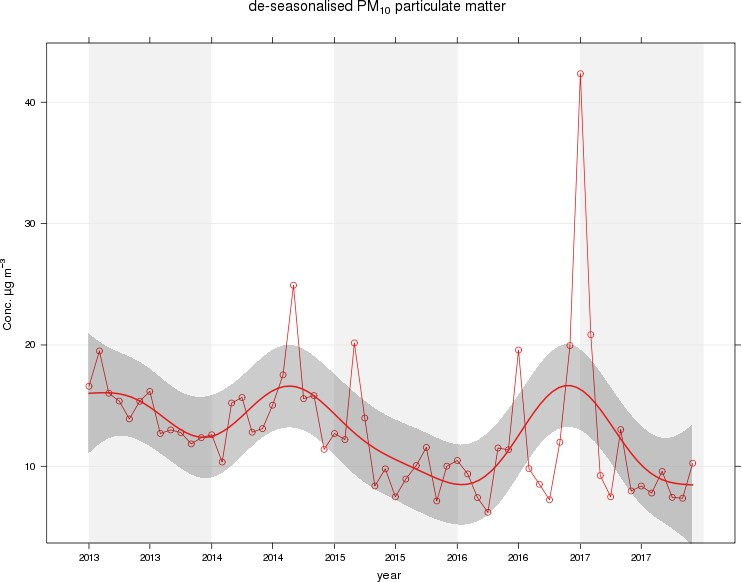 de-seasonalised PM₁₀ particulate matter
Conc. µg m⁻³
40
30
20
10
2013 2013 2014 2014 2015 2015 2016 2016 2017 2017
year